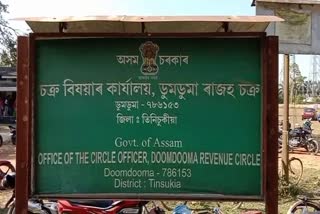 অসম চৰকাৰ
চক্ৰ বিষয়াৰ কাৰ্যালয়, ডুমডুমা ৰাজহ চক্ৰ
ডুমডুমা - ৭৮৬১৫৩
জিলা : তিনিচুকীয়া
Govt. of Assam
OFFICE OF THE CIRCLE OFFICER, DOOMDOOMA REVENUE CIRCLE
Doomdooma - 786153
District : Tinsukia